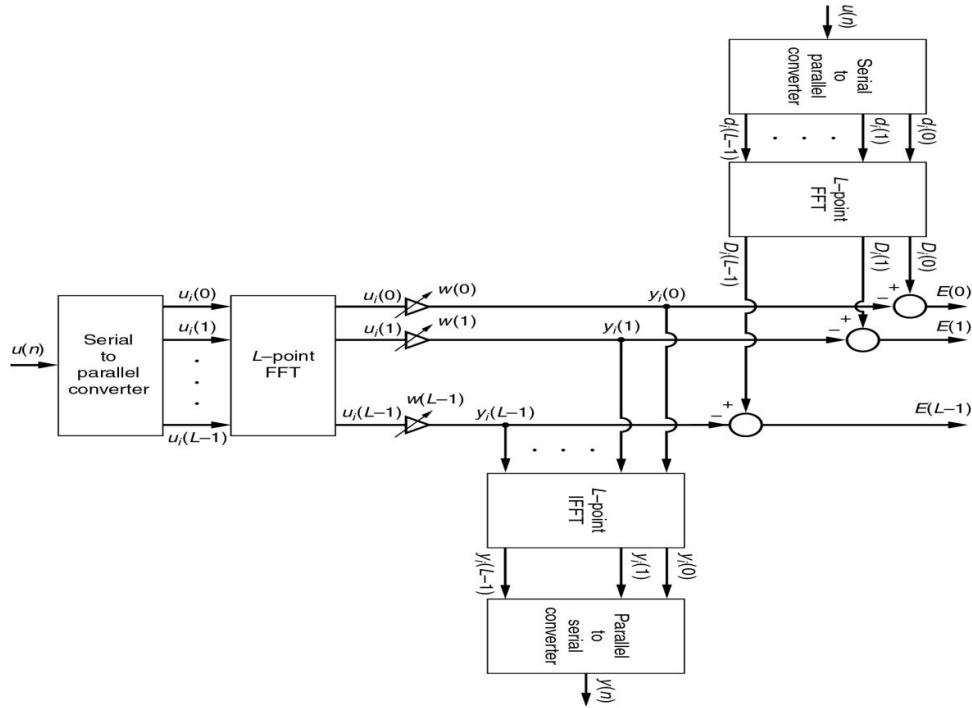 u(n)
Serial
to
parallel
converter
d_i(L–1)
. . .
d_i(1)
d_i(0)
L–point
FFT
D_i(L–1)
D_i(1)
D_i(0)
u_i(0)
u_i(0)
w(0)
y_i(0)
–
+
E(0)
u_i(1)
u_i(1)
w(1)
y_i(1)
–
+
E(1)
u(n)
Serial
to
parallel
converter
. . .
L–point
FFT
u_i(L–1)
u_i(L–1)
w(L–1)
y_i(L–1)
–
+
E(L–1)
. . .
L–point
IFFT
y_i(L–1)
y_i(1)
y_i(0)
Parallel
to
serial
converter
y(n)